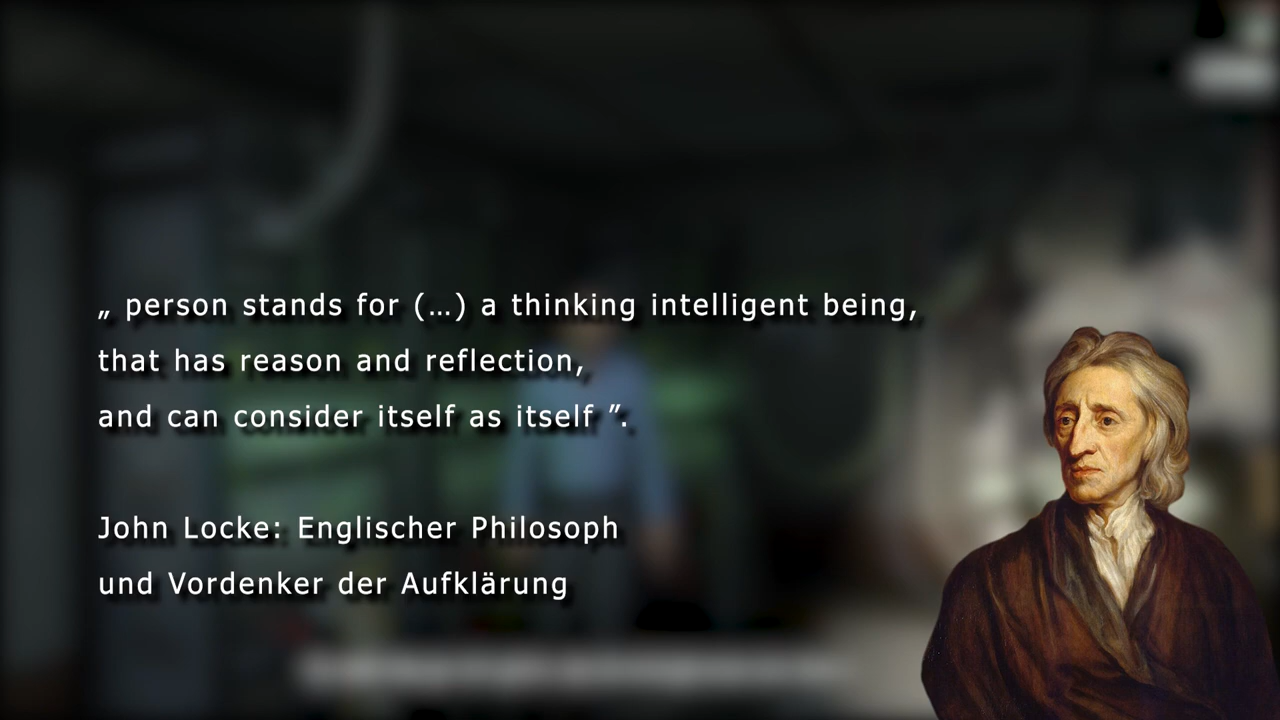 „ person stands for (...) a thinking intelligent being,
that has reason and reflection,
and can consider itself as itself ”.
John Locke: Englischer Philosoph
und Vordenker der Aufklärung